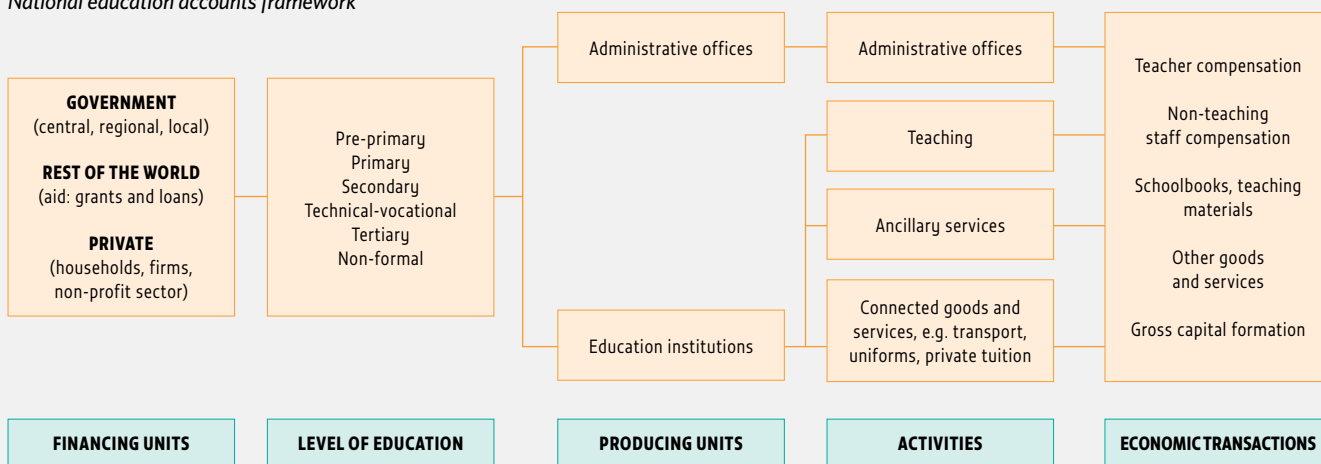 National education accounts framework
GOVERNMENT
(central, regional, local)
REST OF THE WORLD
(aid: grants and loans)
PRIVATE
(households, firms,
non-profit sector)
Pre-primary
Primary
Secondary
Technical-vocational
Tertiary
Non-formal
Administrative offices
Education institutions
Administrative offices
Teaching
Ancillary services
Connected goods and
services, e.g. transport,
uniforms, private tuition
Teacher compensation
Non-teaching
staff compensation
Schoolbooks, teaching
materials
Other goods
and services
Gross capital formation
FINANCING UNITS
LEVEL OF EDUCATION
PRODUCING UNITS
ACTIVITIES
ECONOMIC TRANSACTIONS